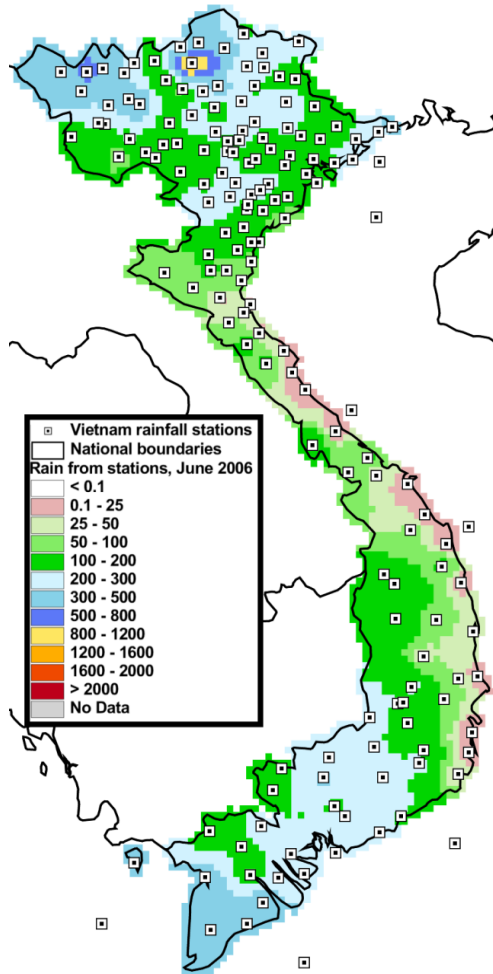 Vietnam rainfall stations
National boundaries
Rain from stations, June 2006
< 0.1
0.1 - 25
25 - 50
50 - 100
100 - 200
200 - 300
300 - 500
500 - 800
800 - 1200
1200 - 1600
1600 - 2000
> 2000
No Data